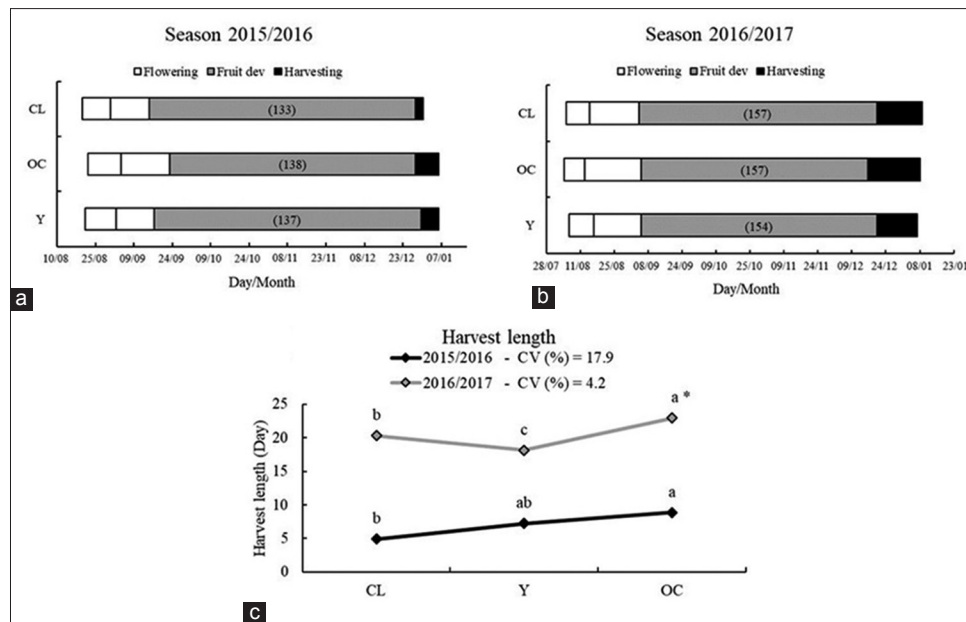 Season 2015/2016
Flowering Fruit dev Harvesting
CL
(133)
OC
(138)
Y
(137)
10/08 25/08 09/09 24/09 09/10 24/10 08/11 23/11 08/12 23/12 07/01
Day/Month
a
Season 2016/2017
Flowering Fruit dev Harvesting
CL
(157)
OC
(157)
Y
(154)
28/07 11/08 25/08 08/09 24/09 09/10 25/10 09/11 24/11 09/12 24/12 08/01 23/01
Day/Month
b
Harvest length
2015/2016 - CV (%) = 17.9
2016/2017 - CV (%) = 4.2
Harvest length (Day)
25
20
15
10
5
0
b
c
a *
b
ab
a
CL Y OC
c